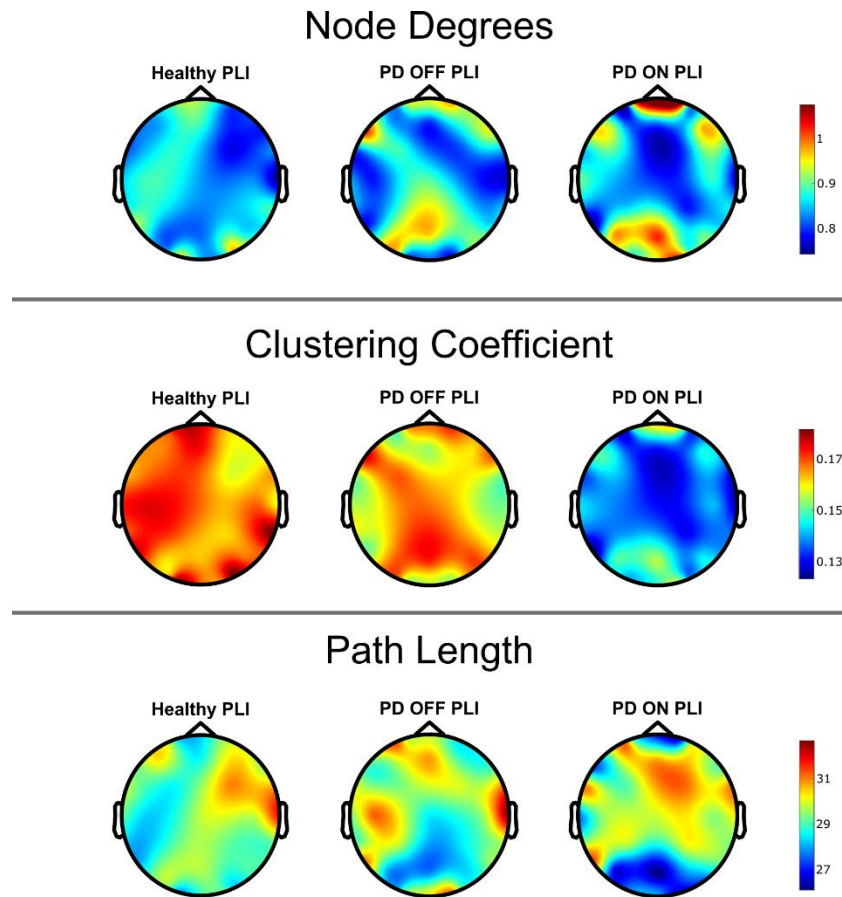 Node Degrees
Healthy PLI PD OFF PLI PD ON PLI
1
0.9
0.8
Clustering Coefficient
Healthy PLI PD OFF PLI PD ON PLI
0.17
0.15
0.13
Path Length
Healthy PLI PD OFF PLI PD ON PLI
31
29
27